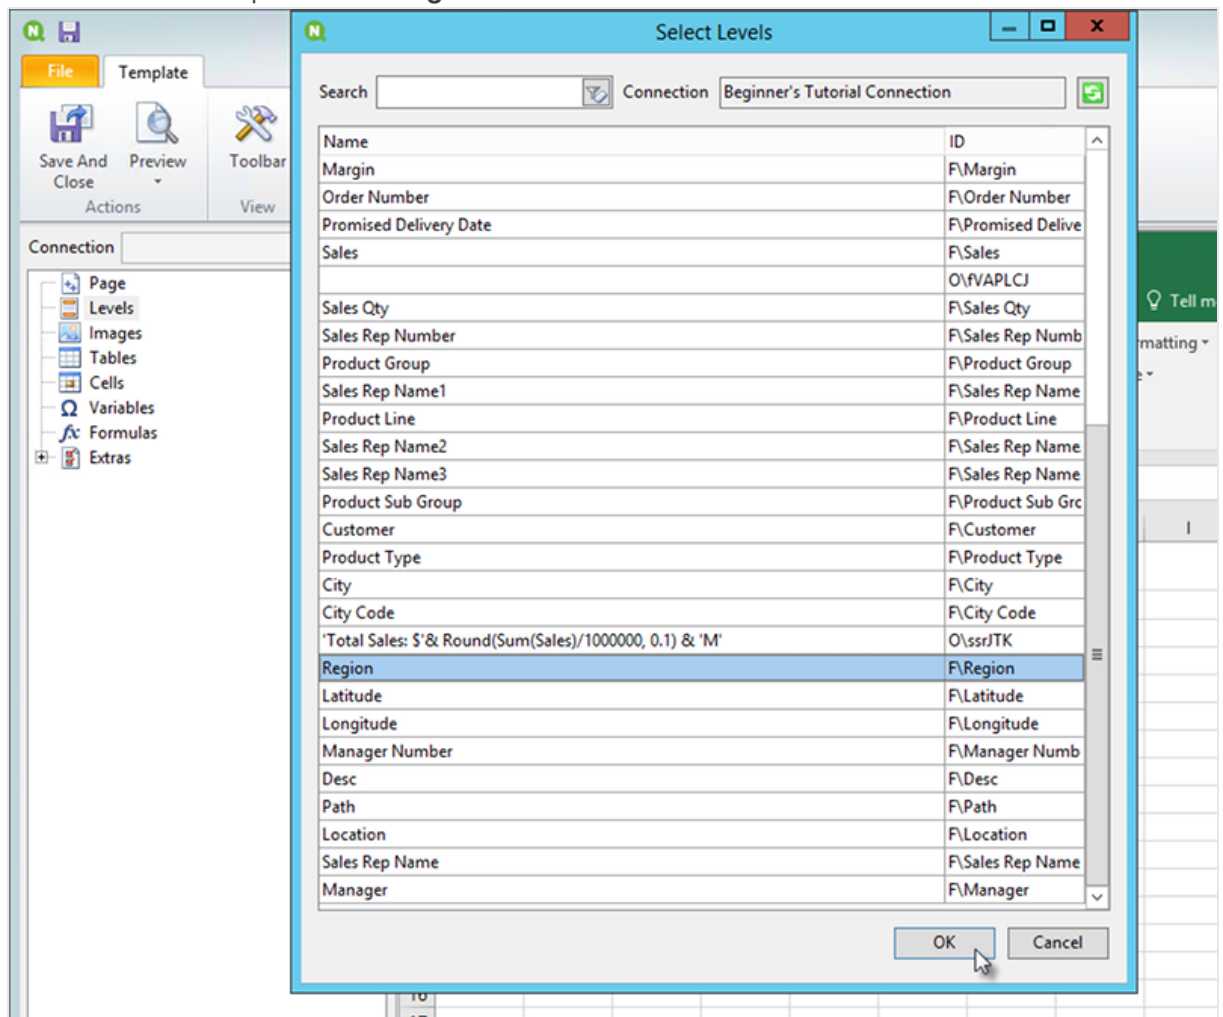 Select Levels
File Template
Save And Close
Preview
Toolbar
Actions
View
Connection
Page
Levels
Images
Tables
Cells
Variables
Formulas
Extras
Search
Connection Beginner's Tutorial Connection
Name ID
Margin F\Margin
Order Number F\Order Number
Promised Delivery Date F\Promised Delive
Sales F\Sales
O\fVAPLCJ
Sales Qty F\Sales Qty
Sales Rep Number F\Sales Rep Numb
Product Group F\Product Group
Sales Rep Name1 F\Sales Rep Name
Product Line F\Product Line
Sales Rep Name2 F\Sales Rep Name
Sales Rep Name3 F\Sales Rep Name
Product Sub Group F\Product Sub Grc
Customer F\Customer
Product Type F\Product Type
City F\City
City Code F\City Code
'Total Sales: $'& Round(Sum(Sales)/1000000, 0.1) & 'M' O\ssrJTK
Region F\Region
Latitude F\Latitude
Longitude F\Longitude
Manager Number F\Manager Numb
Desc F\Desc
Path F\Path
Location F\Location
Sales Rep Name F\Sales Rep Name
Manager F\Manager
OK Cancel
Tell m
matting
I